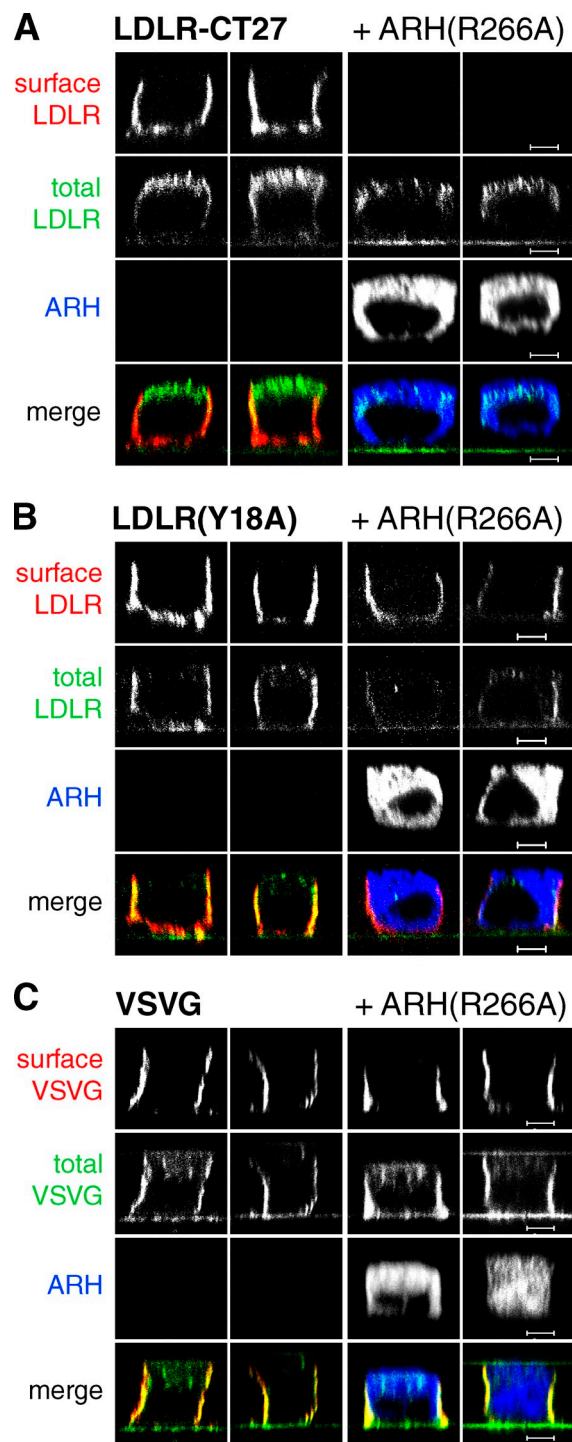 A LDLR-CT27 + ARH(R266A)
surface
LDLR
total
LDLR
ARH
merge
B LDLR(Y18A) + ARH(R266A)
surface
LDLR
total
LDLR
ARH
merge
C VSVG + ARH(R266A)
surface
VSVG
total
VSVG
ARH
merge